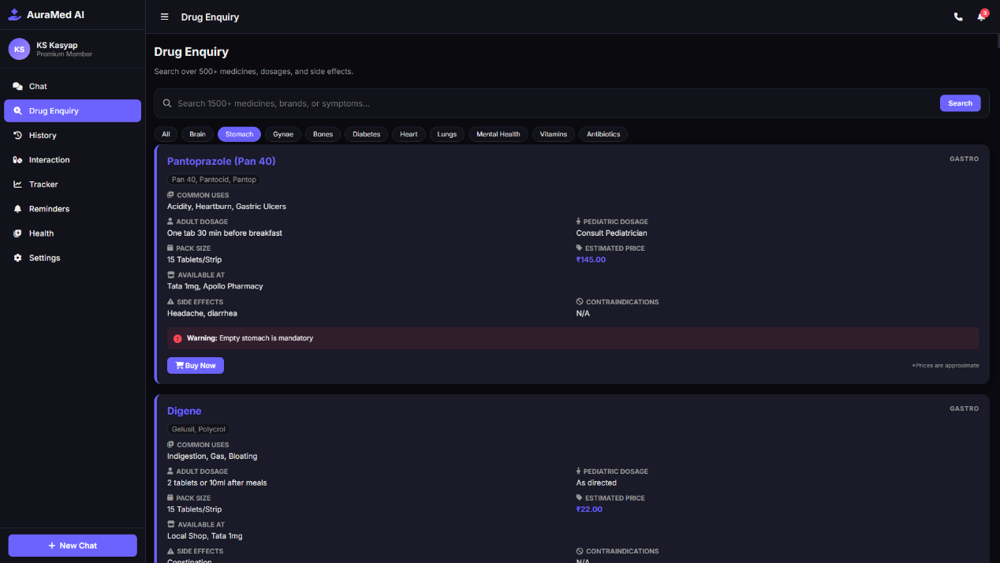 AuraMed AI
KS
KS Kasyap
Premium Member
Chat
Drug Enquiry
History
Interaction
Tracker
Reminders
Health
Settings
+ New Chat
Drug Enquiry
3
Drug Enquiry
Search over 500+ medicines, dosages, and side effects.
Search 1500+ medicines, brands, or symptoms... Search
All Brain Stomach Gynae Bones Diabetes Heart Lungs Mental Health Vitamins Antibiotics
Pantoprazole (Pan 40) GASTRO
Pan 40, Pantocid, Pantop
COMMON USES
Acidity, Heartburn, Gastric Ulcers
ADULT DOSAGE PEDIATRIC DOSAGE
One tab 30 min before breakfast Consult Pediatrician
PACK SIZE ESTIMATED PRICE
15 Tablets/Strip ₹145.00
AVAILABLE AT
Tata 1mg, Apollo Pharmacy
SIDE EFFECTS CONTRAINDICATIONS
Headache, diarrhea N/A
Warning: Empty stomach is mandatory
Buy Now *Prices are approximate
Digene GASTRO
Gelusil, Polycrol
COMMON USES
Indigestion, Gas, Bloating
ADULT DOSAGE PEDIATRIC DOSAGE
2 tablets or 10ml after meals As directed
PACK SIZE ESTIMATED PRICE
15 Tablets/Strip ₹22.00
AVAILABLE AT
Local Shop, Tata 1mg
SIDE EFFECTS CONTRAINDICATIONS
Constipation N/A